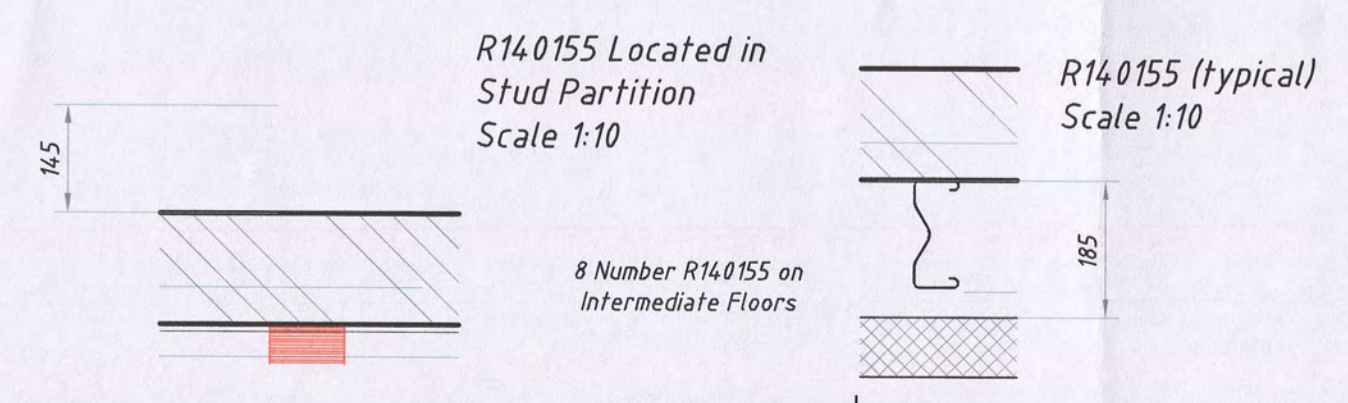 R140155 Located in
Stud Partition
Scale 1:10
145
8 Number R140155 on
Intermediate Floors
R140155 (typical)
Scale 1:10
185